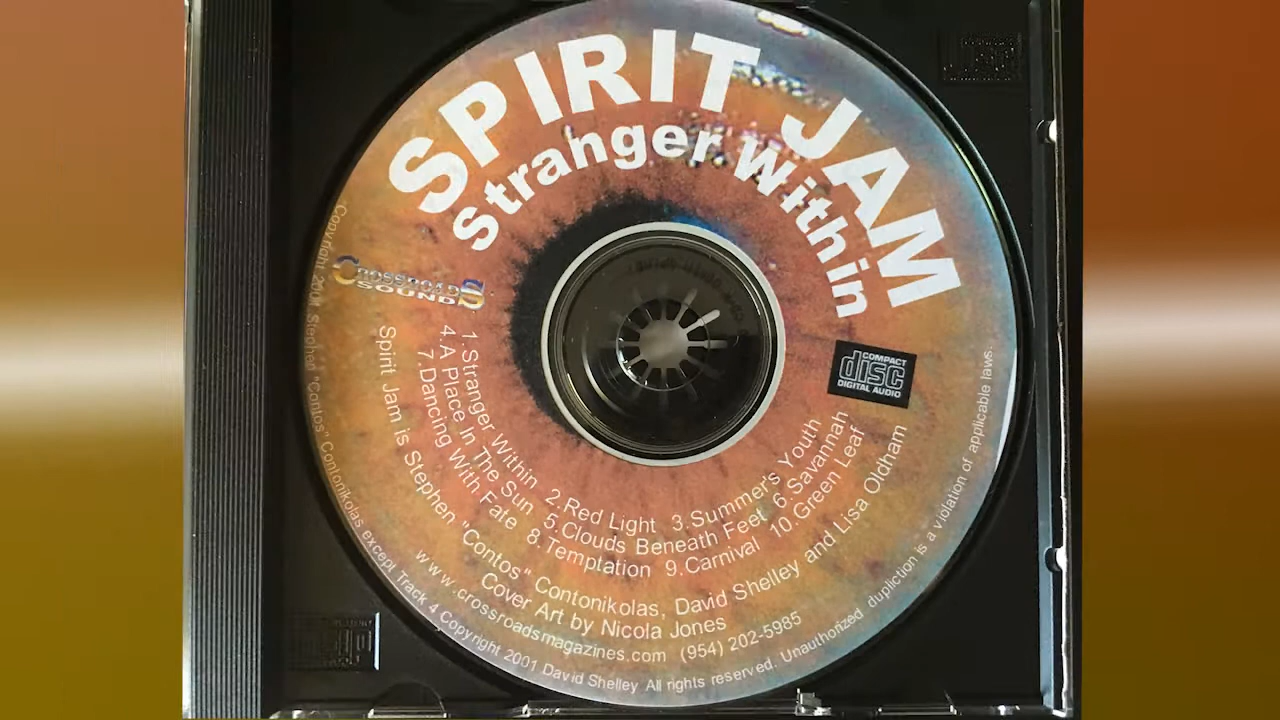 SPIRIT JAM
Stranger Within
CROSSROADS
SOUND
COMPACT
disc
DIGITAL AUDIO
1.Stranger Within 2.Red Light 3.Summer's Youth
4.A Place In The Sun 5.Clouds Beneath Feet 6.Savannah
7.Dancing With Fate 8.Temptation 9.Carnival 10.Green Leaf
Spirit Jam is Stephen "Contos" Contonikolas, David Shelley and Lisa Oldham
Cover Art by Nicola Jones
www.crossroadsmagazines.com (954) 202-5985
Copyright 2001 Stephen "Crontos" Contonikolas except Track 4 Copyright 2001 David Shelley All rights reserved. Unauthorized dupliction is a violation of applicable laws.